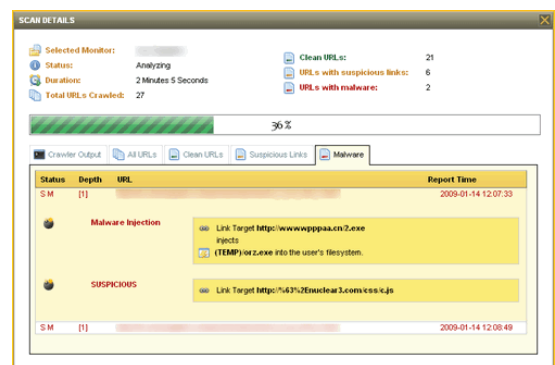 SCAN DETAILS
Selected Monitor:
Status: Analyzing
Duration: 2 Minutes 5 Seconds
Total URLs Crawled: 27
Clean URLs: 21
URLs with suspicious links: 6
URLs with malware: 2
36%
Crawler Output All URLs Clean URLs Suspicious Links Malware
Status Depth URL Report Time
S M [1] 2009-01-14 12:07:33
Malware Injection Link Target http://wwwwpppaa.cn/2.exe
injects
(TEMP)/orz.exe into the user's filesystem.
SUSPICIOUS Link Target http://%63%2Enuclear3.com/css/c.js
S M [1] 2009-01-14 12:08:49